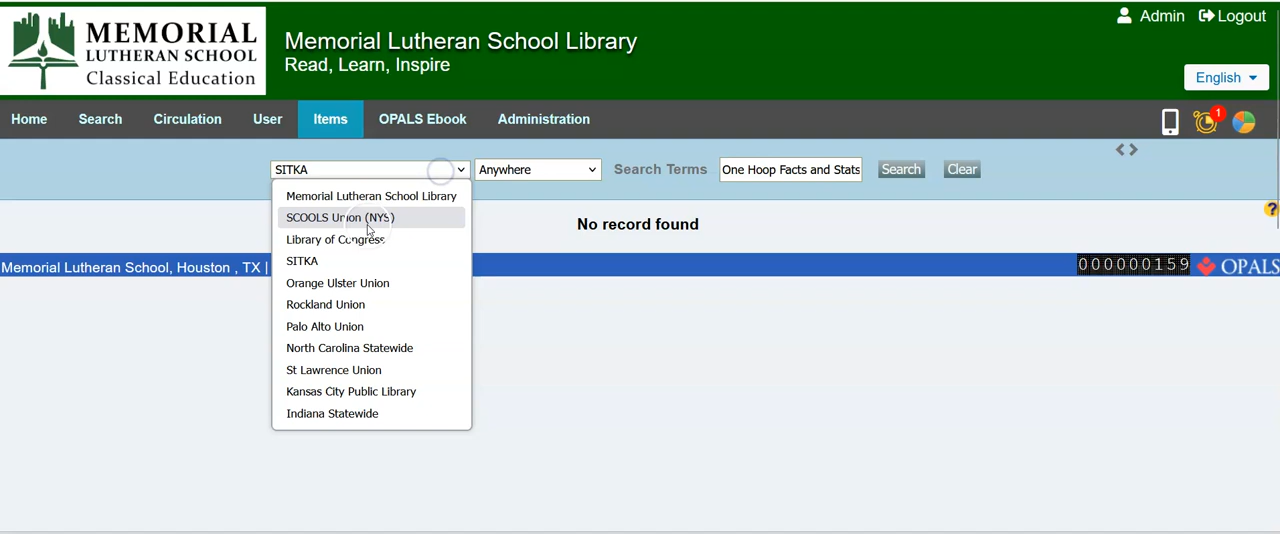 MEMORIAL
LUTHERAN SCHOOL
Classical Education
Memorial Lutheran School Library
Read, Learn, Inspire
Admin Logout
English
Home Search Circulation User Items OPALS Ebook Administration
1
SITKA Anywhere Search Terms One Hoop Facts and Stats Search Clear
Memorial Lutheran School Library
SCOOLS Union (NYS)
Library of Congress
SITKA
Orange Ulster Union
Rockland Union
Palo Alto Union
North Carolina Statewide
St Lawrence Union
Kansas City Public Library
Indiana Statewide
No record found
?
Memorial Lutheran School, Houston , TX | 000000159 OPALS